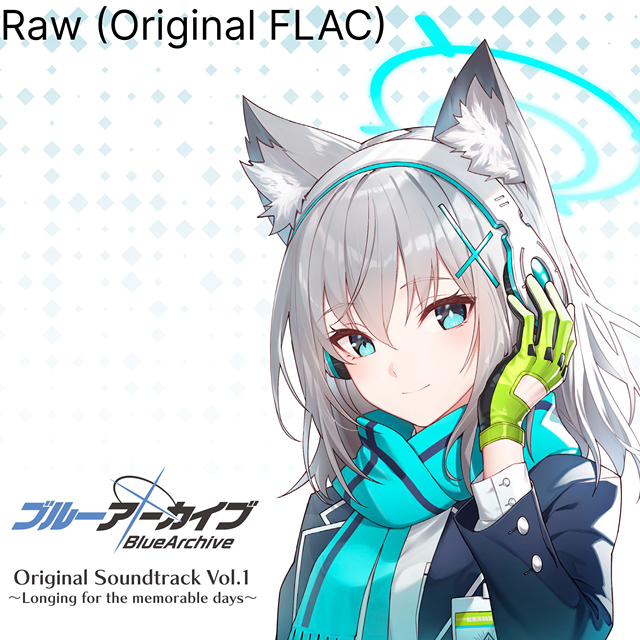 Raw (Original FLAC)
ブルーアーカイブ
BlueArchive
Original Soundtrack Vol.1
～Longing for the memorable days～